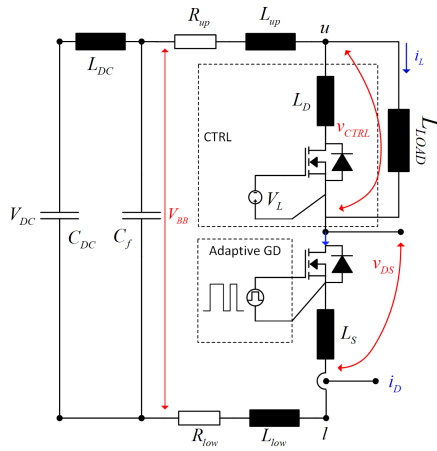 R_up
L_up
u
i_L
L_DC
L_D
CTRL
v_CTRL
L_LOAD
V_L
V_DC
C_DC
C_f
V_BB
Adaptive GD
v_DS
L_S
i_D
R_low
L_low
l